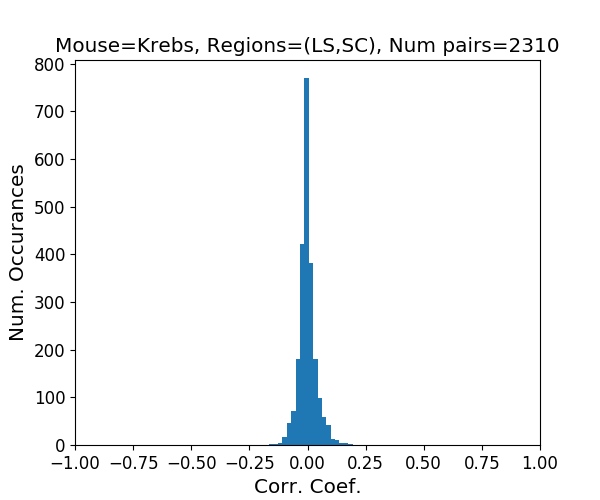 Mouse=Krebs, Regions=(LS,SC), Num pairs=2310
800
700
600
500
400
300
200
100
0
Num. Occurances
−1.00 −0.75 −0.50 −0.25 0.00 0.25 0.50 0.75 1.00
Corr. Coef.